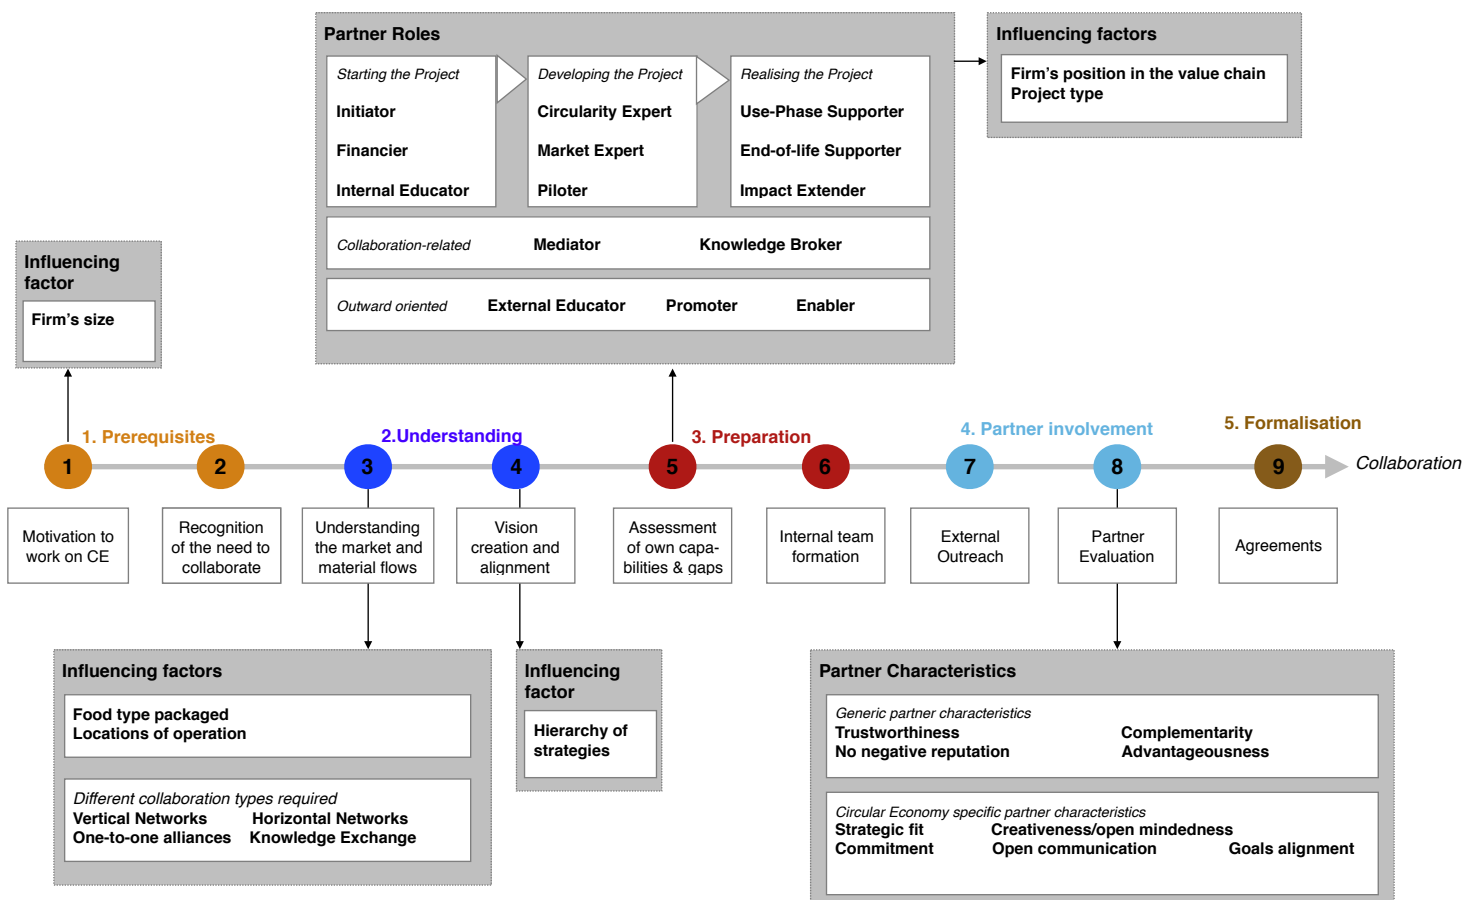 Partner Roles
Starting the Project
Initiator
Financier
Internal Educator
Developing the Project
Circularity Expert
Market Expert
Piloter
Realising the Project
Use-Phase Supporter
End-of-life Supporter
Impact Extender
Collaboration-related Mediator Knowledge Broker
Outward oriented External Educator Promoter Enabler
Influencing factors
Firm's position in the value chain
Project type
Influencing
factor
Firm's size
1. Prerequisites
2.Understanding
3. Preparation
4. Partner involvement
5. Formalisation
1
2
3
4
5
6
7
8
9
Collaboration
Motivation to
work on CE
Recognition
of the need to
collaborate
Understanding
the market and
material flows
Vision
creation and
alignment
Assessment
of own capa-
bilities & gaps
Internal team
formation
External
Outreach
Partner
Evaluation
Agreements
Influencing factors
Food type packaged
Locations of operation
Different collaboration types required
Vertical Networks Horizontal Networks
One-to-one alliances Knowledge Exchange
Influencing
factor
Hierarchy of
strategies
Partner Characteristics
Generic partner characteristics
Trustworthiness Complementarity
No negative reputation Advantageousness
Circular Economy specific partner characteristics
Strategic fit Creativeness/open mindedness
Commitment Open communication Goals alignment